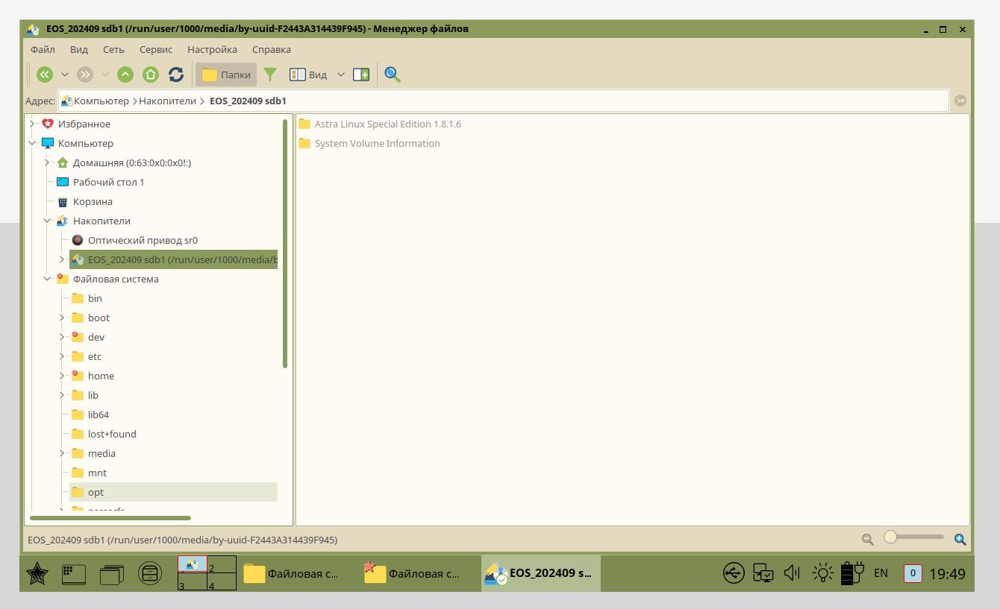 EOS_202409 sdb1 (/run/user/1000/media/by-uuid-F2443A314439F945) - Менеджер файлов
Файл Вид Сеть Сервис Настройка Справка
Папки Вид
Адрес: Компьютер Накопители EOS_202409 sdb1
Избранное
Компьютер
Домашняя (0:63:0x0:0x0!:)
Рабочий стол 1
Корзина
Накопители
Оптический привод sr0
EOS_202409 sdb1 (/run/user/1000/media/b
Файловая система
bin
boot
dev
etc
home
lib
lib64
lost+found
media
mnt
opt
Astra Linux Special Edition 1.8.1.6
System Volume Information
EOS_202409 sdb1 (/run/user/1000/media/by-uuid-F2443A314439F945)
2
3 4
Файловая с...
Файловая с...
EOS_202409 s...
EN 0 19:49